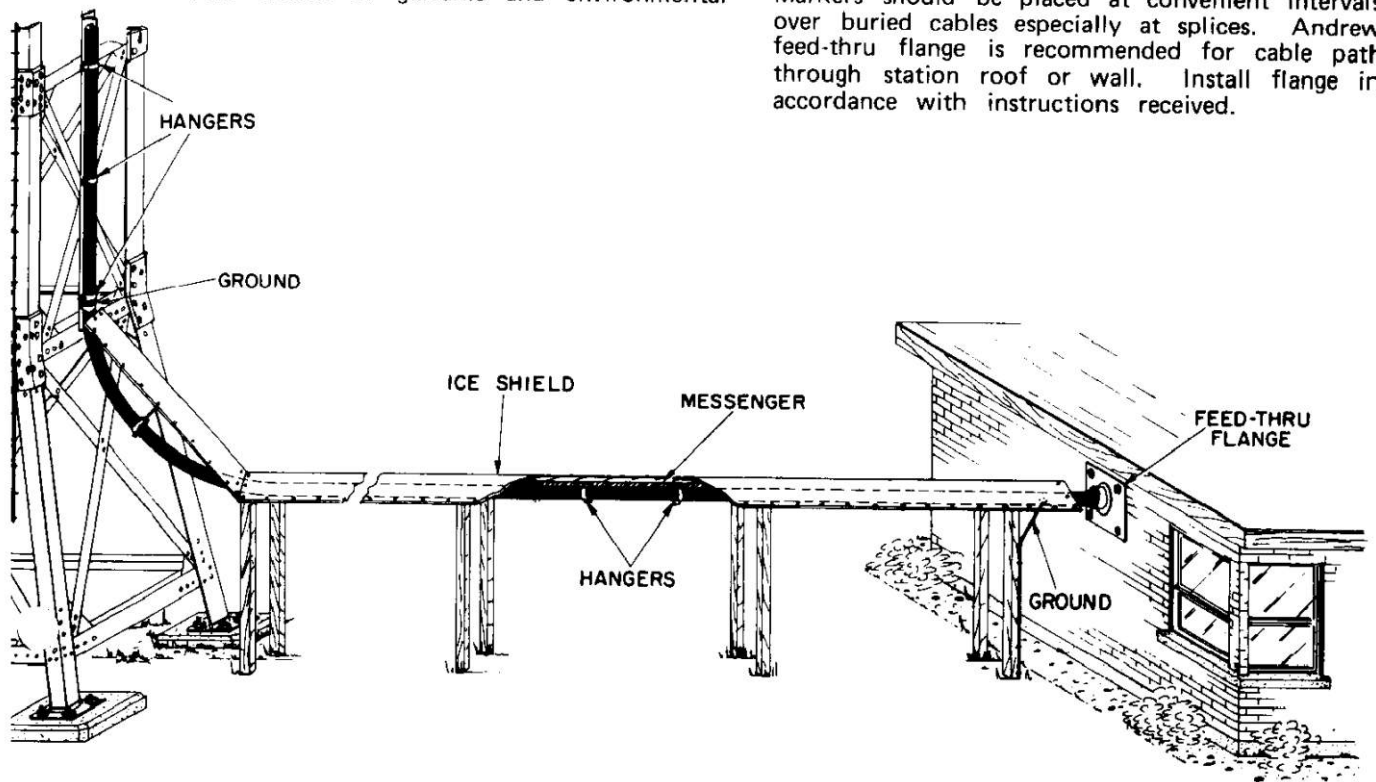 and environmental
Markers should be placed at convenient intervals
over buried cables especially at splices. Andrew
feed-thru flange is recommended for cable path
through station roof or wall. Install flange in
accordance with instructions received.
HANGERS
GROUND
ICE SHIELD
MESSENGER
FEED-THRU
FLANGE
HANGERS
GROUND